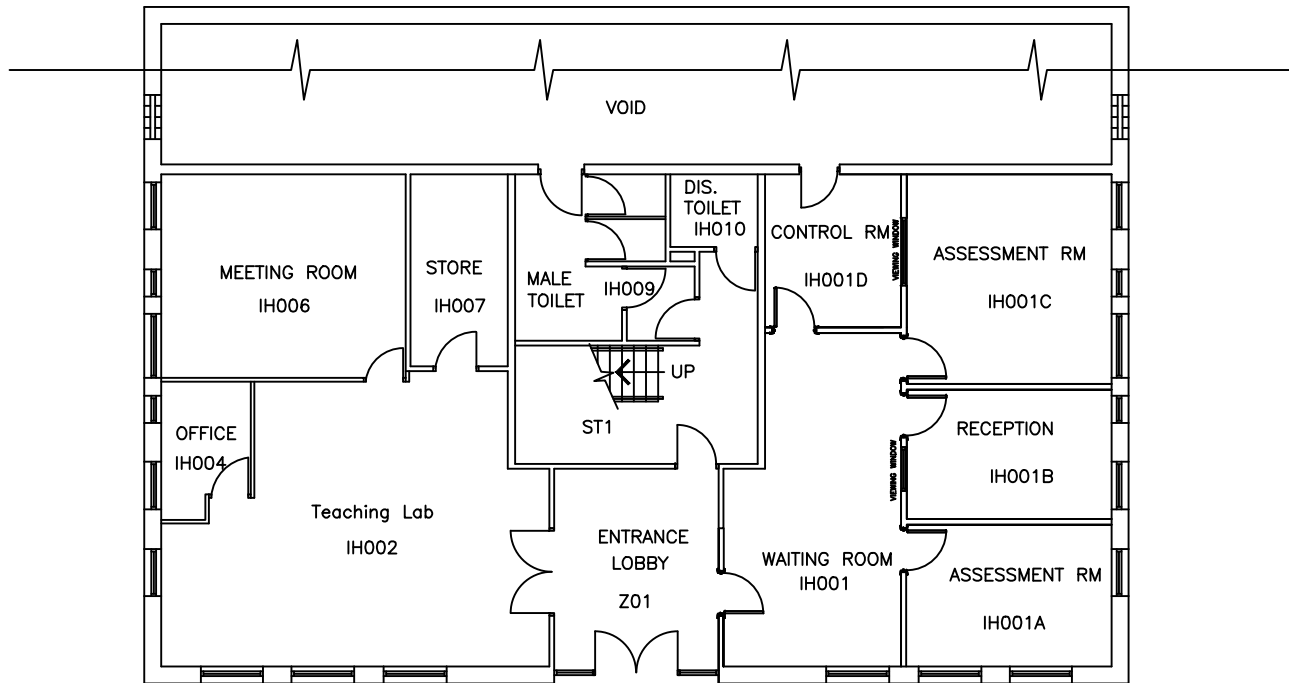 VOID
DIS.
TOILET
IH010
CONTROL RM
IH001D
VIEWING WINDOW
ASSESSMENT RM
IH001C
MEETING ROOM
IH006
STORE
IH007
MALE
TOILET
IH009
UP
ST1
OFFICE
IH004
RECEPTION
IH001B
VIEWING WINDOW
Teaching Lab
IH002
ENTRANCE
LOBBY
Z01
WAITING ROOM
IH001
ASSESSMENT RM
IH001A